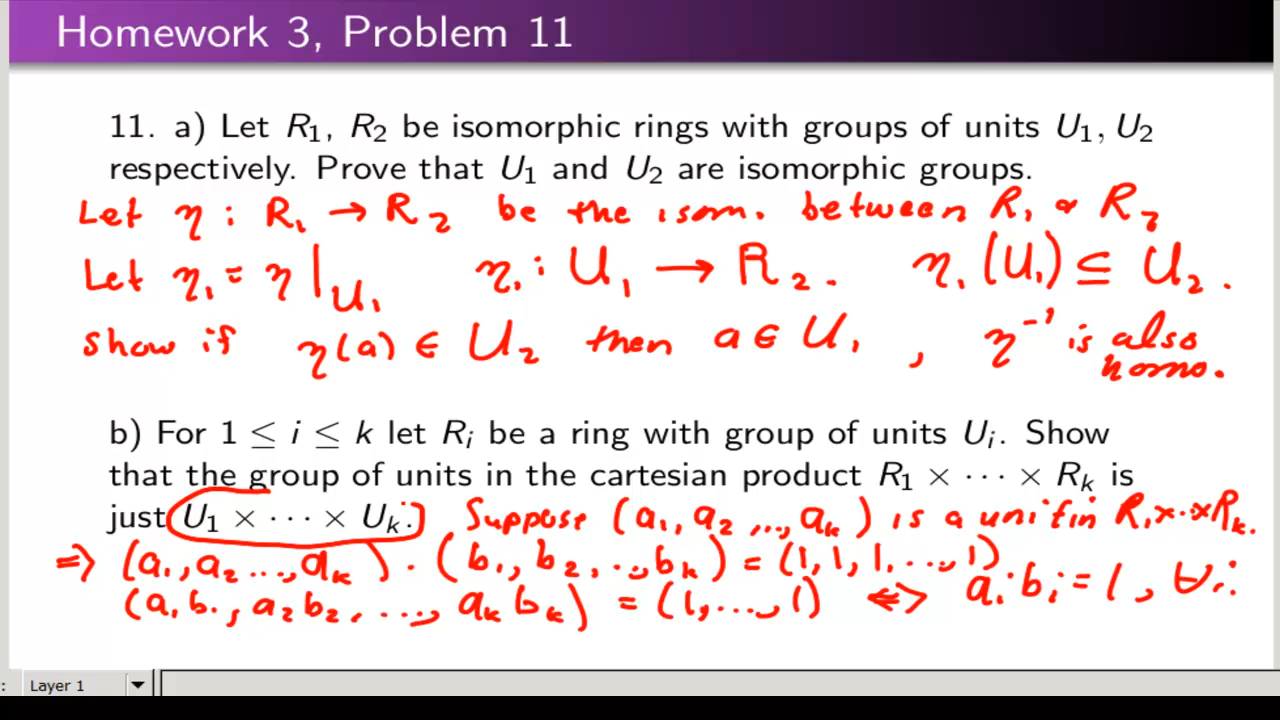 Homework 3, Problem 11
11. a) Let R₁, R₂ be isomorphic rings with groups of units U₁, U₂
respectively. Prove that U₁ and U₂ are isomorphic groups.
Let η : R₁ → R₂ be the isom. between R₁ & R₂
Let η₁ = η|U₁ η₁ : U₁ → R₂. η₁(U₁) ⊆ U₂.
Show if η(a) ∈ U₂ then a ∈ U₁, η⁻¹ is also
homo.
b) For 1 ≤ i ≤ k let Rᵢ be a ring with group of units Uᵢ. Show
that the group of units in the cartesian product R₁ × ··· × Rₖ is
just U₁ × ··· × Uₖ. Suppose (a₁, a₂ ..., aₖ) is a unit in R₁×··×Rₖ.
⇒ (a₁, a₂ ..., aₖ) · (b₁, b₂, ..., bₖ) = (1, 1, 1, ..., 1)
(a₁b₁, a₂b₂, ..., aₖbₖ) = (1, ..., 1) ⇔ aᵢbᵢ = 1, ∀i.
: Layer 1